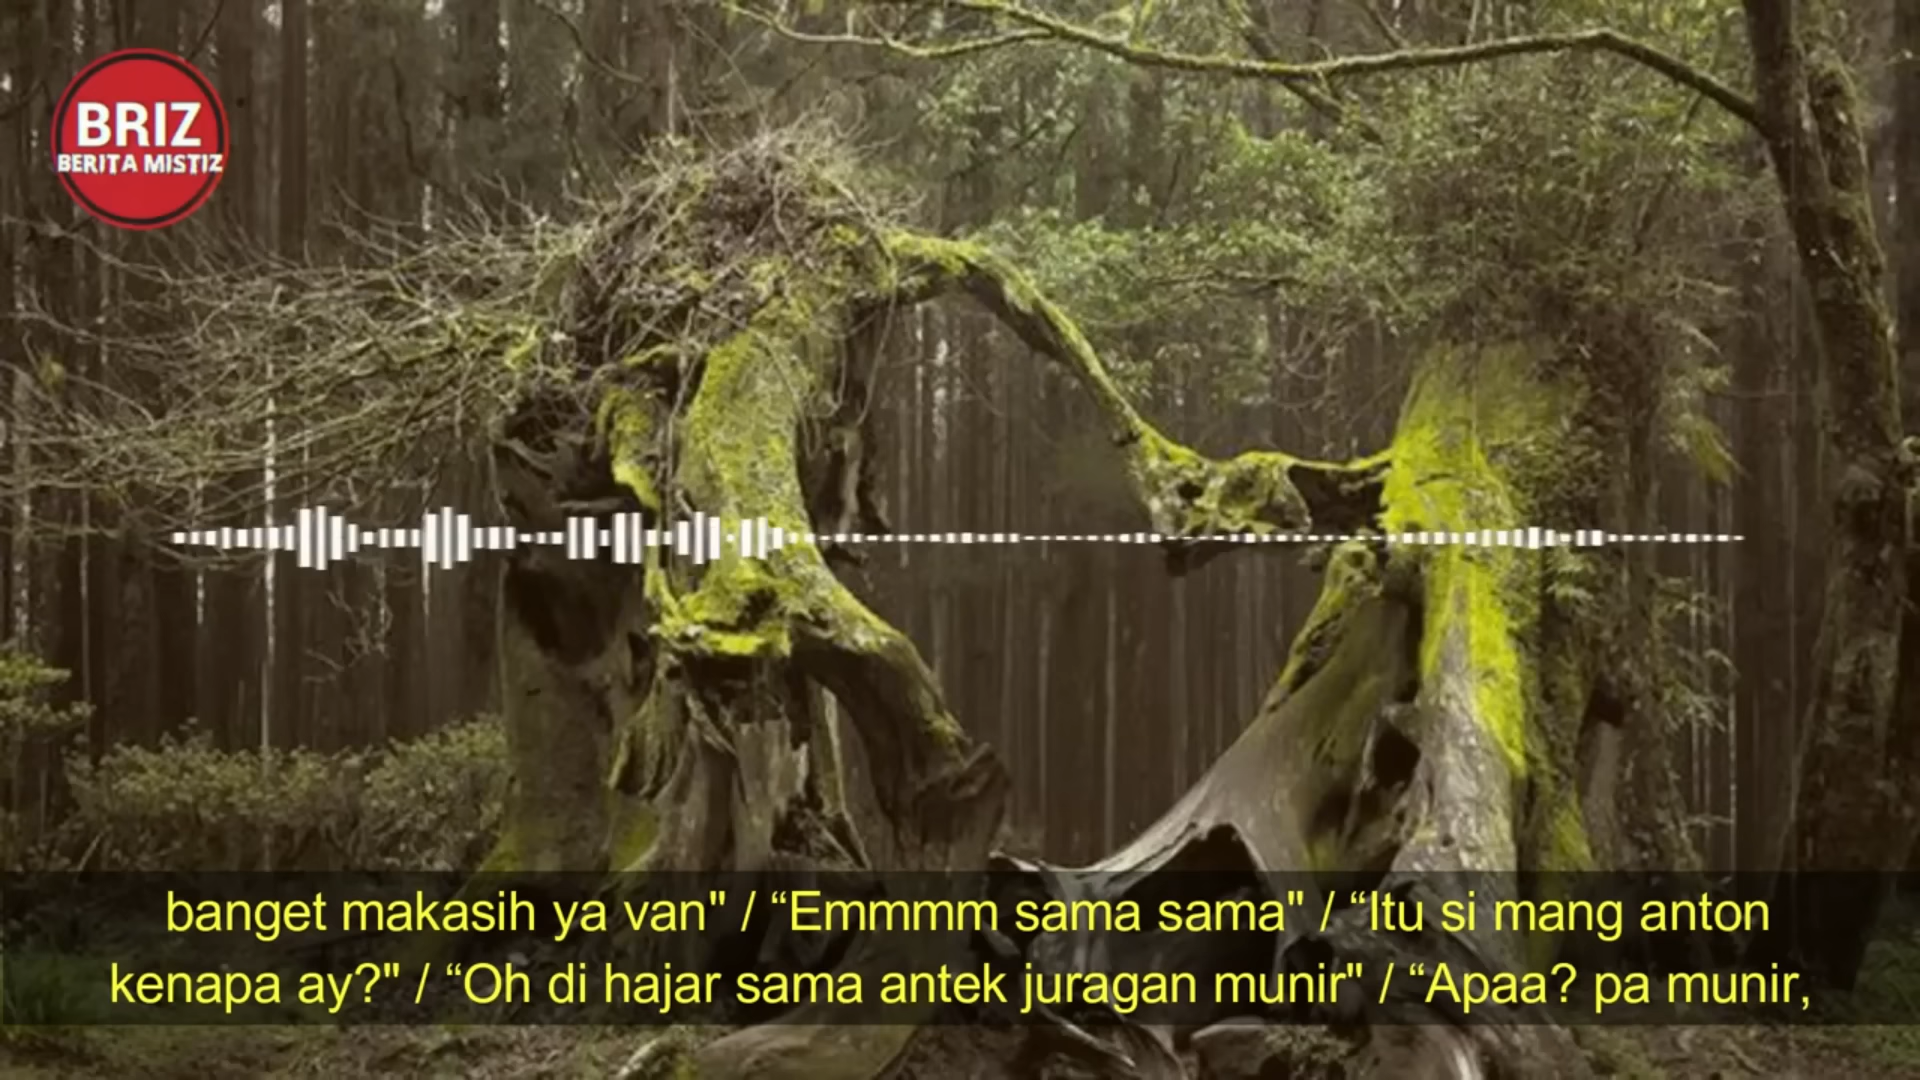 BRIZ
BERITA MISTIZ
banget makasih ya van" / “Emmmm sama sama" / “Itu si mang anton
kenapa ay?" / “Oh di hajar sama antek juragan munir" / “Apaa? pa munir,